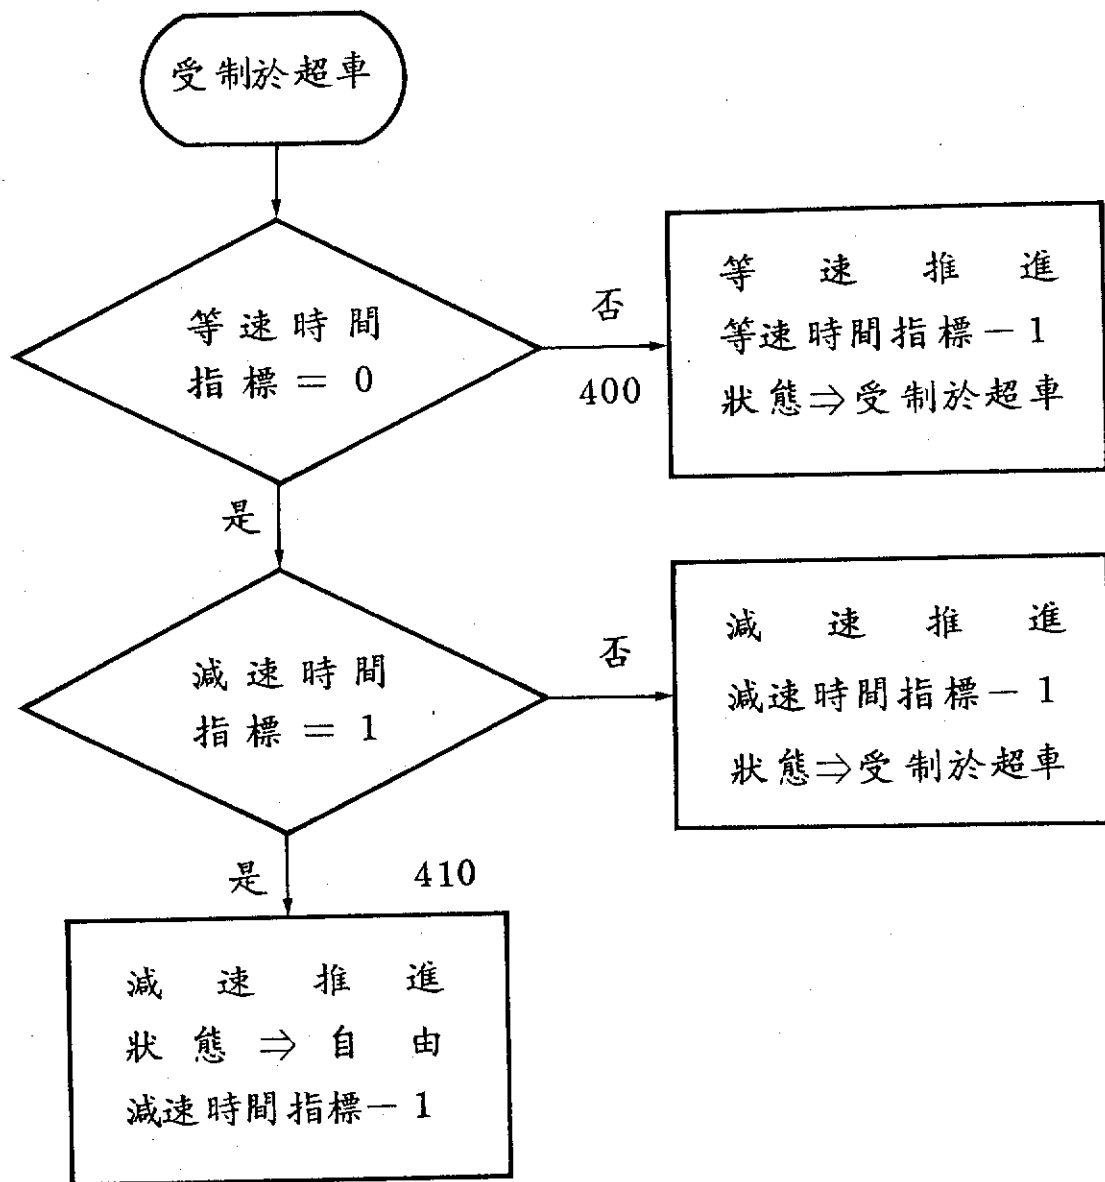 受制於超車
等速時間
指標＝0
否
400
等速推進
等速時間指標－1
狀態⇒受制於超車
是
減速時間
指標＝1
否
減速推進
減速時間指標－1
狀態⇒受制於超車
是
410
減速推進
狀態⇒自由
減速時間指標－1